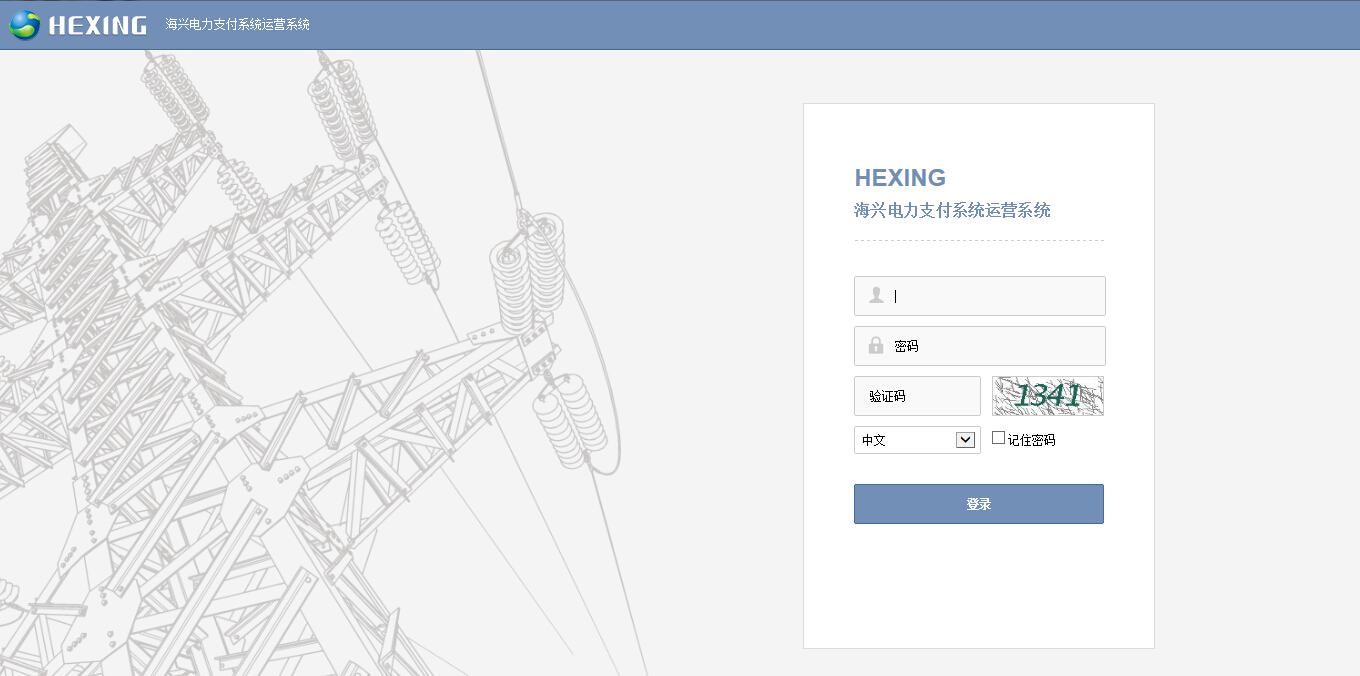 HEXING 海兴电力支付系统运营系统
HEXING
海兴电力支付系统运营系统
密码
验证码 1341
中文 记住密码
登录